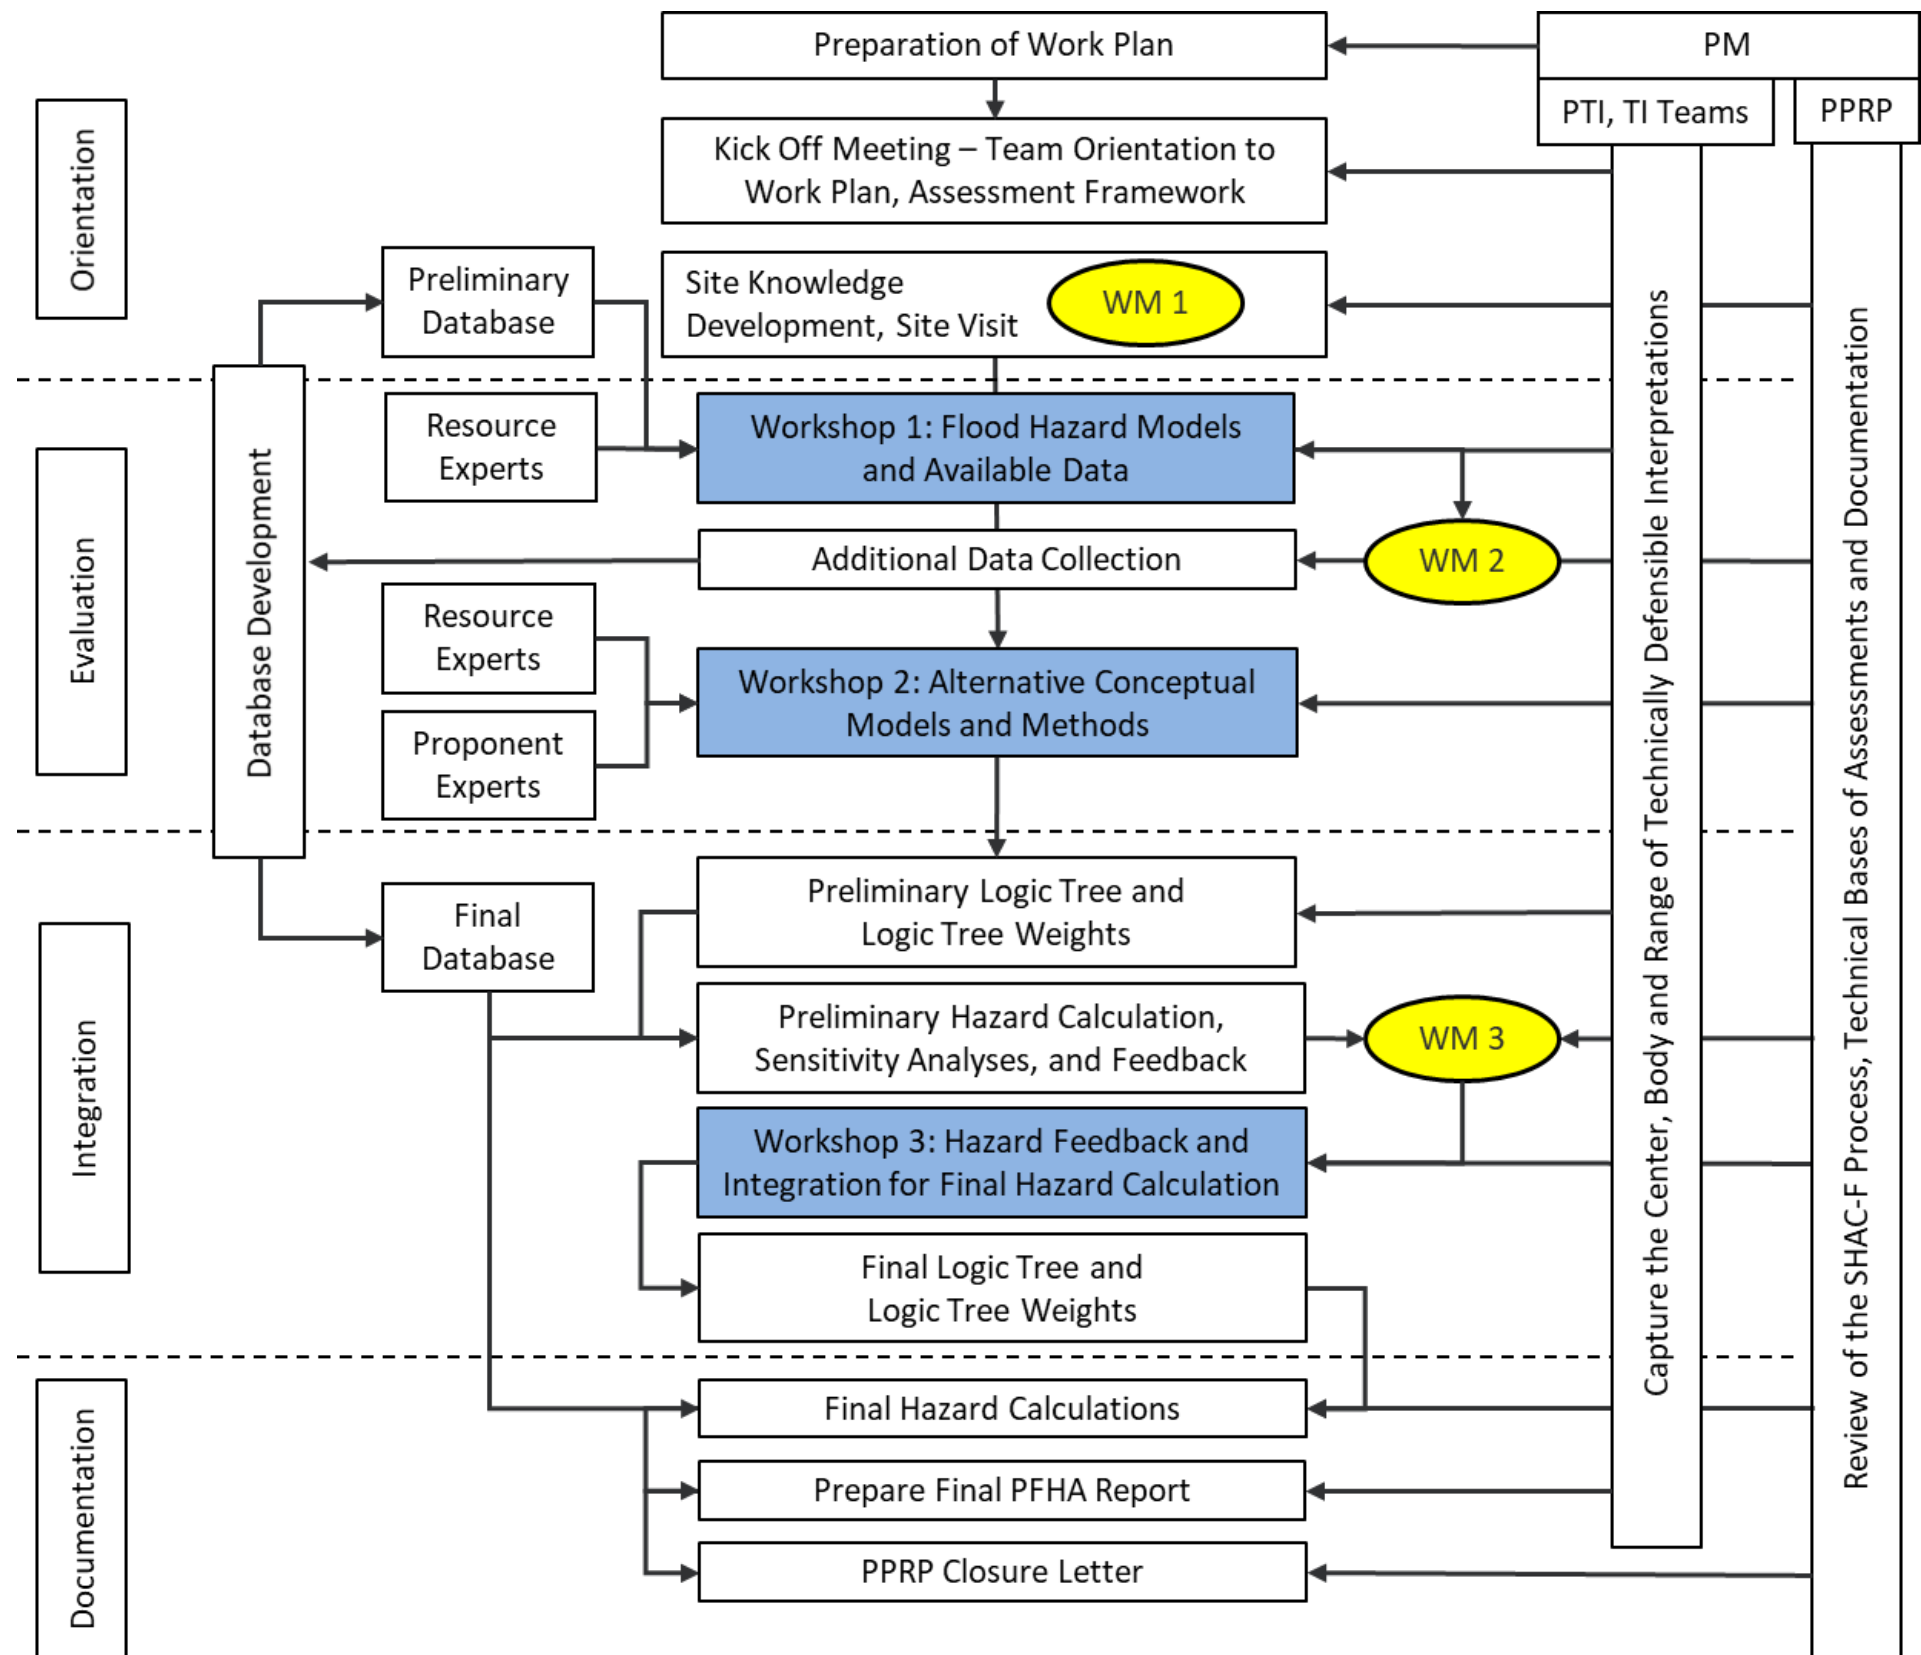 Preparation of Work Plan
PM
PTI, TI Teams
PPRP
Orientation
Kick Off Meeting – Team Orientation to
Work Plan, Assessment Framework
Preliminary
Database
Site Knowledge
Development, Site Visit
WM 1
Database Development
Capture the Center, Body and Range of Technically Defensible Interpretations
Review of the SHAC-F Process, Technical Bases of Assessments and Documentation
Evaluation
Resource
Experts
Workshop 1: Flood Hazard Models
and Available Data
Additional Data Collection
WM 2
Resource
Experts
Workshop 2: Alternative Conceptual
Models and Methods
Proponent
Experts
Integration
Final
Database
Preliminary Logic Tree and
Logic Tree Weights
Preliminary Hazard Calculation,
Sensitivity Analyses, and Feedback
WM 3
Workshop 3: Hazard Feedback and
Integration for Final Hazard Calculation
Final Logic Tree and
Logic Tree Weights
Documentation
Final Hazard Calculations
Prepare Final PFHA Report
PPRP Closure Letter